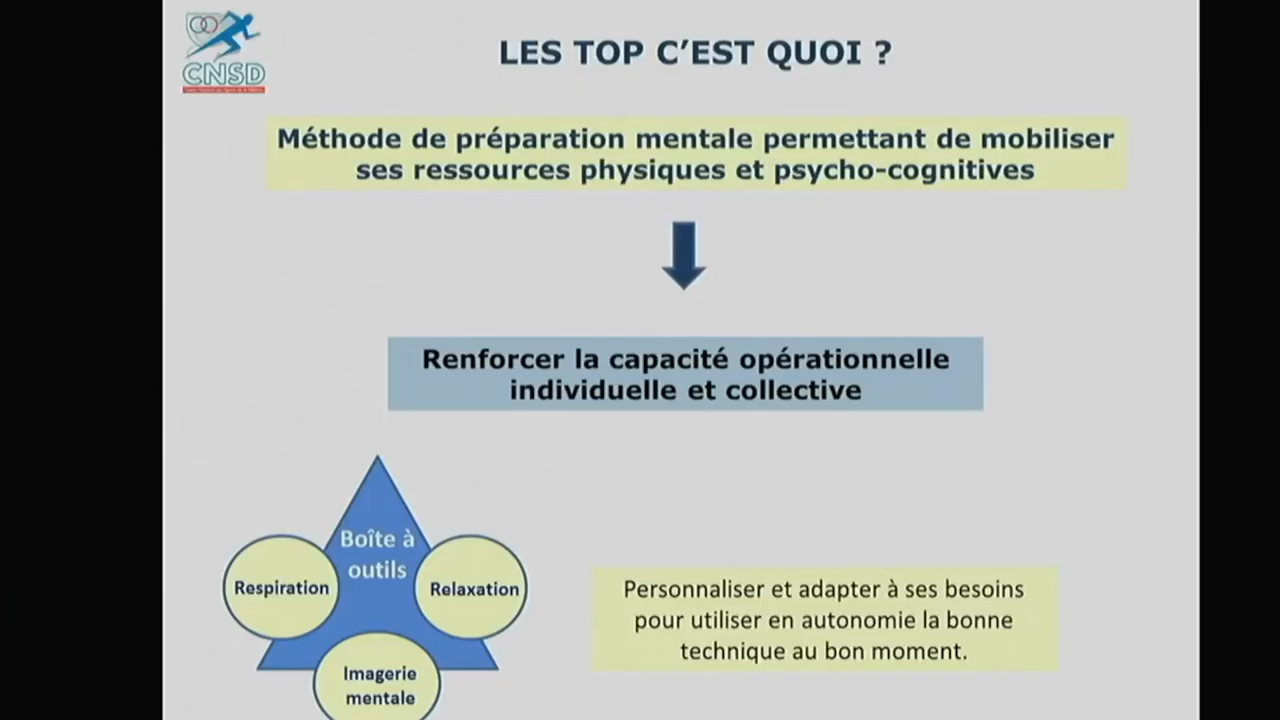 CNSD
LES TOP C'EST QUOI ?
Méthode de préparation mentale permettant de mobiliser
ses ressources physiques et psycho-cognitives
Renforcer la capacité opérationnelle
individuelle et collective
Boîte à
outils
Respiration
Relaxation
Imagerie
mentale
Personnaliser et adapter à ses besoins
pour utiliser en autonomie la bonne
technique au bon moment.